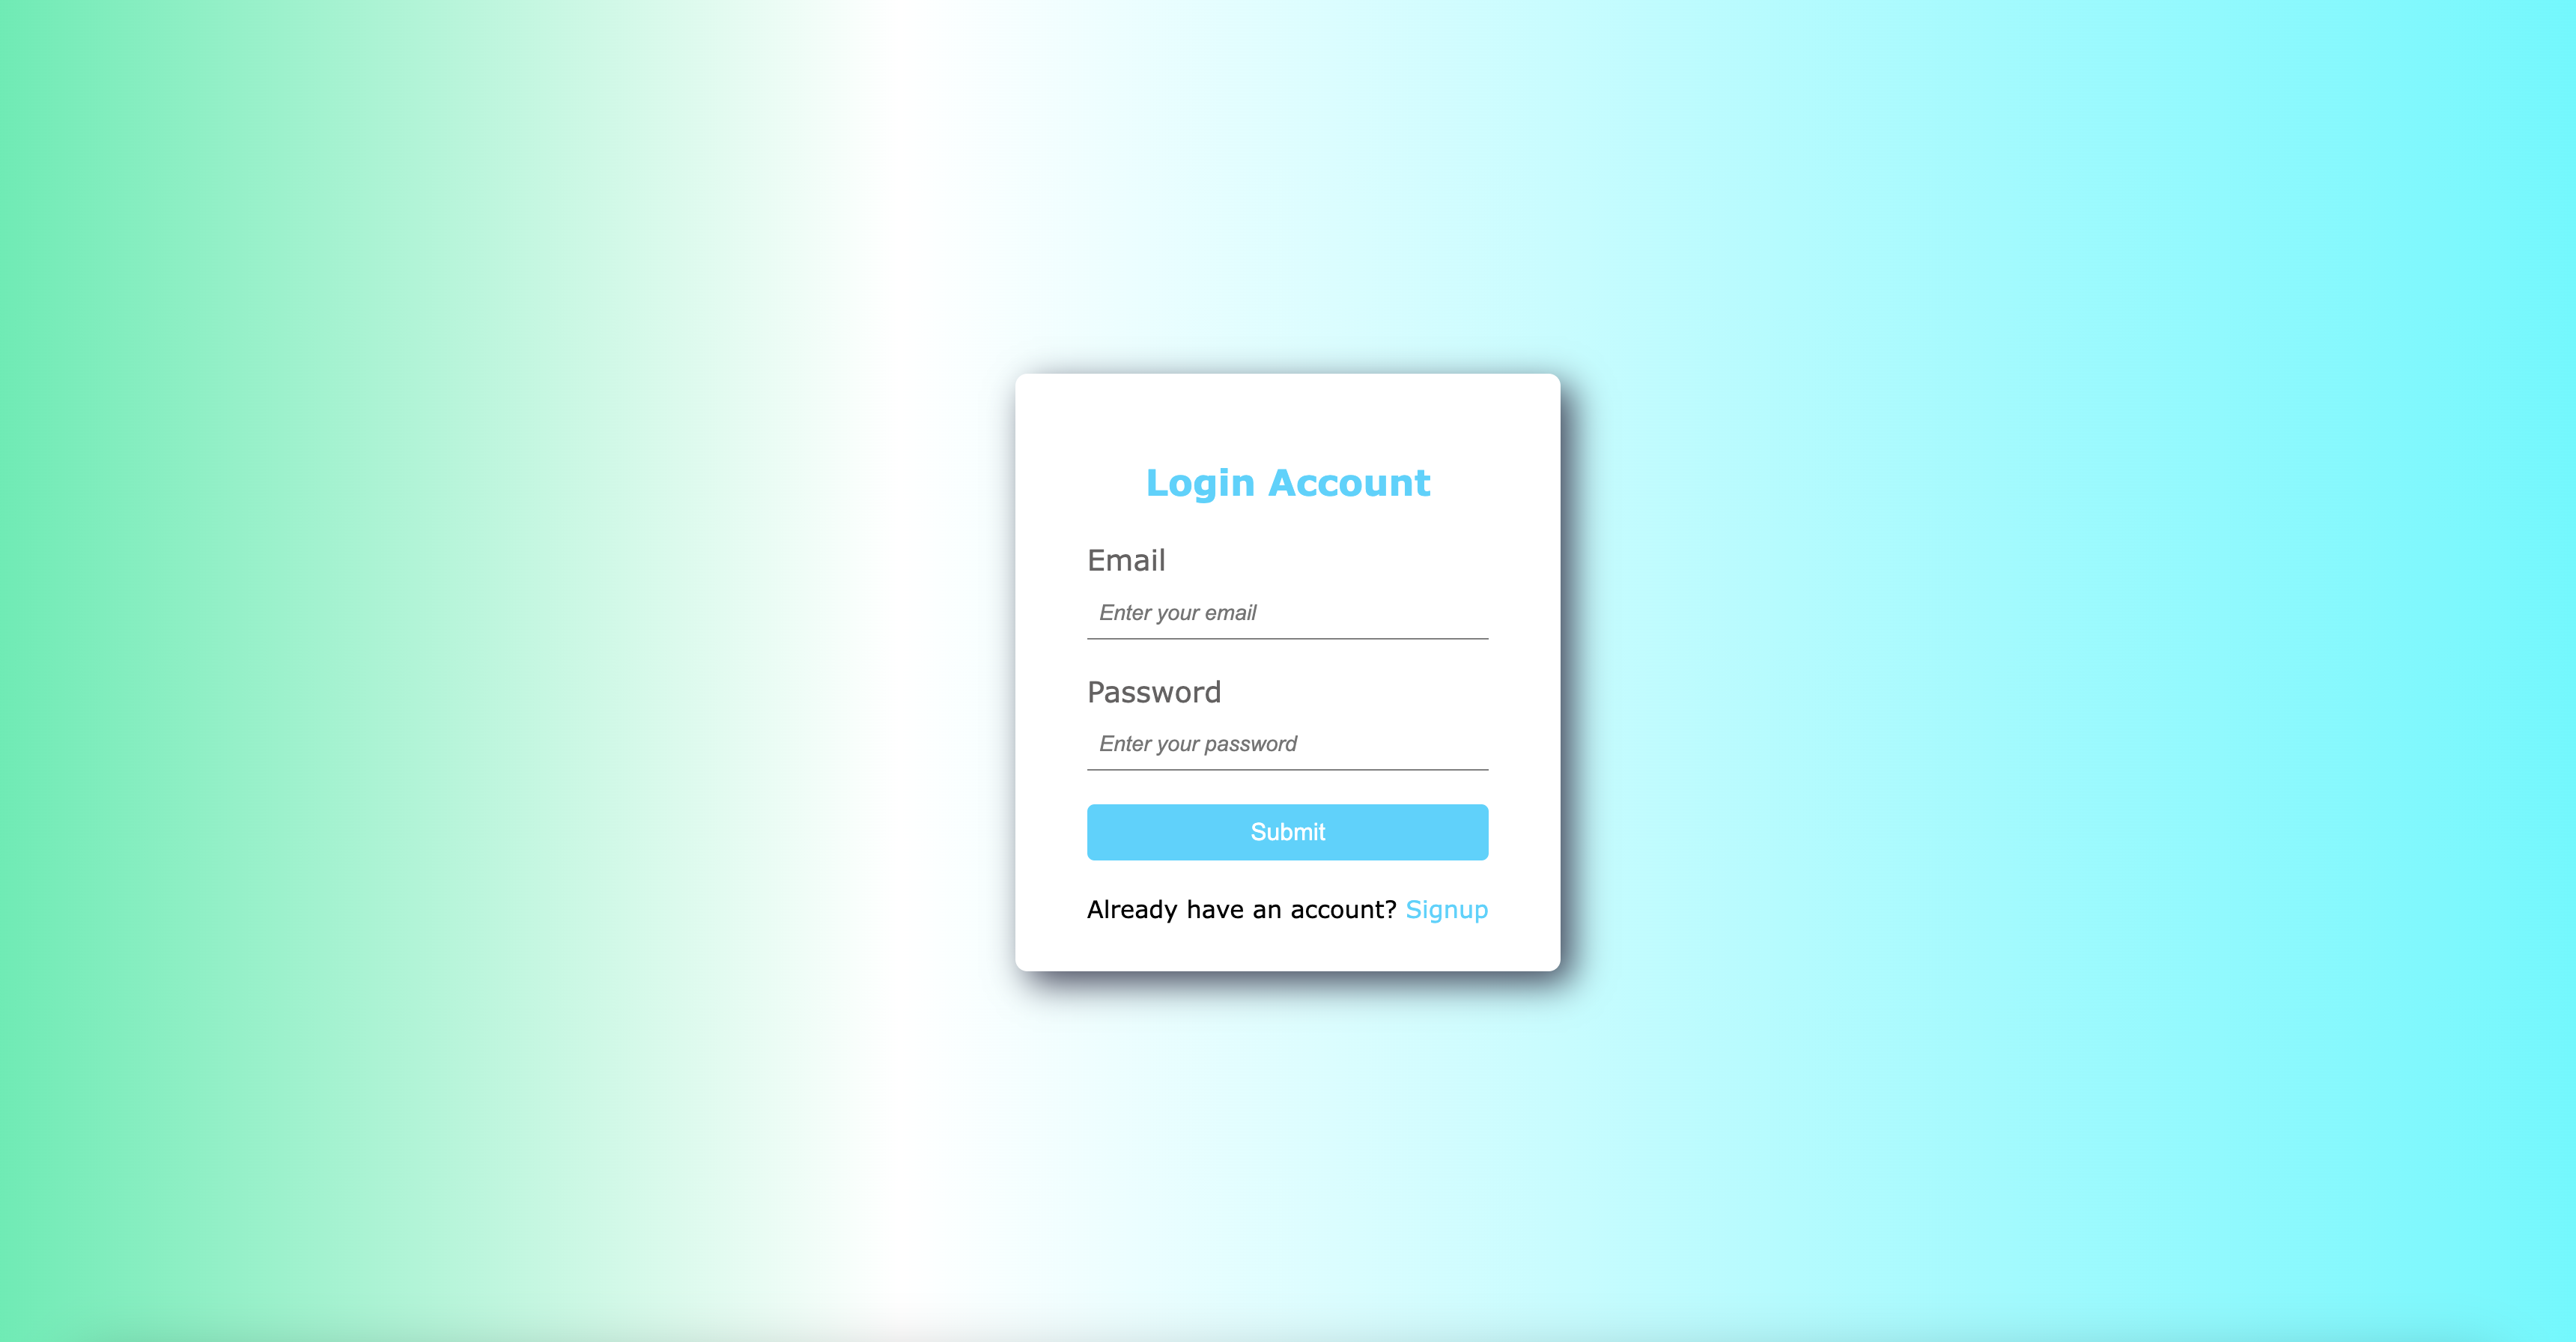 Login Account
Email
Enter your email
Password
Enter your password
Submit
Already have an account? Signup